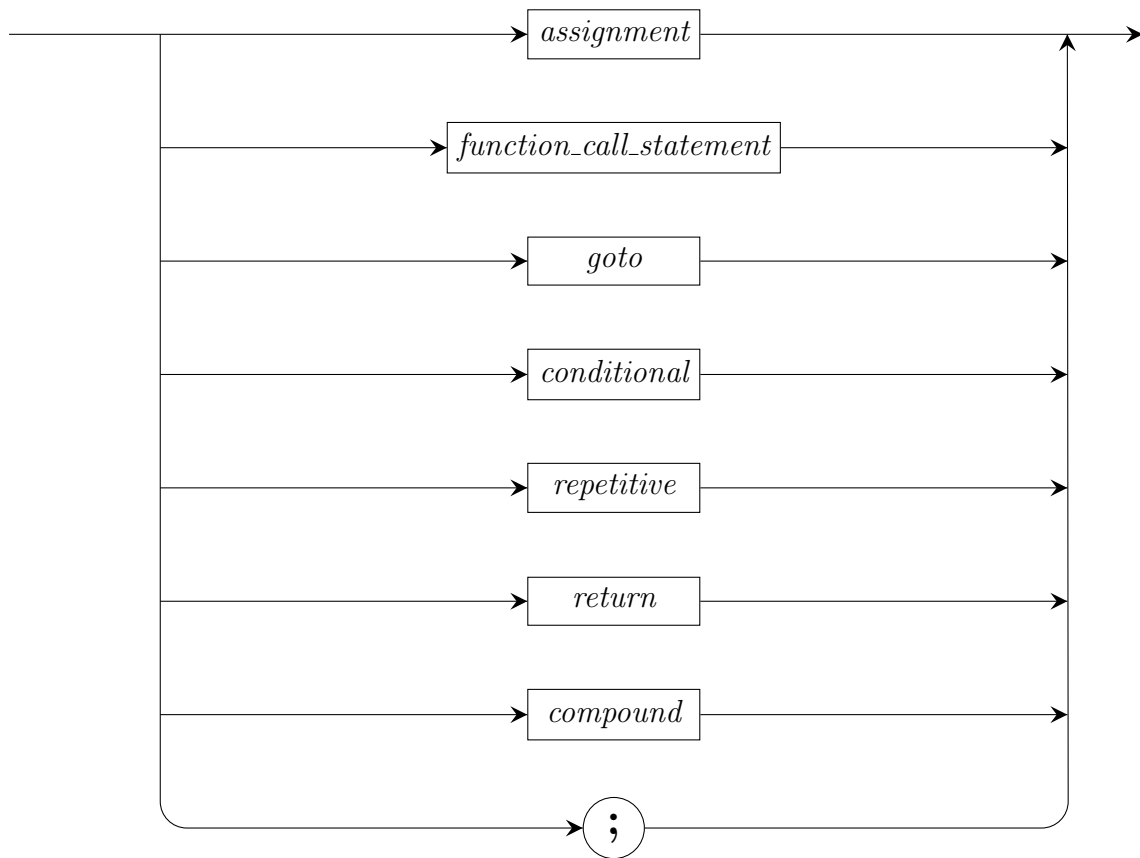 assignment
function_call_statement
goto
conditional
repetitive
return
compound
;